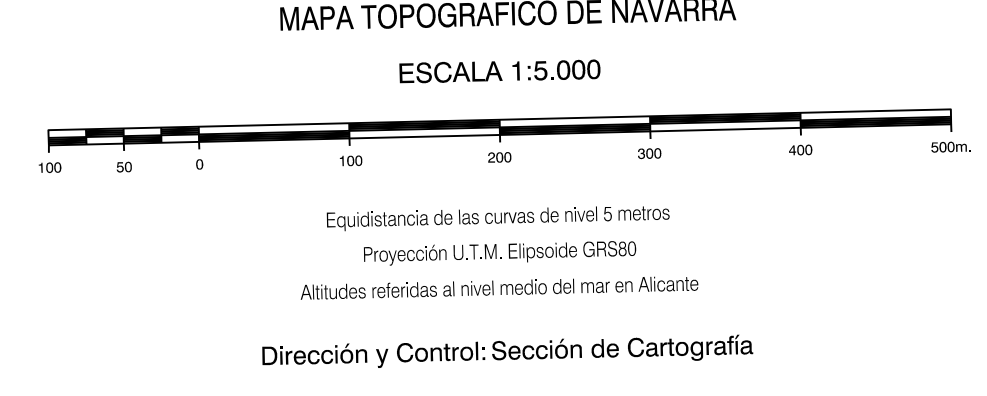 MAPA TOPOGRAFICO DE NAVARRA
ESCALA 1:5.000
100 50 0 100 200 300 400 500m.
Equidistancia de las curvas de nivel 5 metros
Proyección U.T.M. Elipsoide GRS80
Altitudes referidas al nivel medio del mar en Alicante
Dirección y Control: Sección de Cartografía